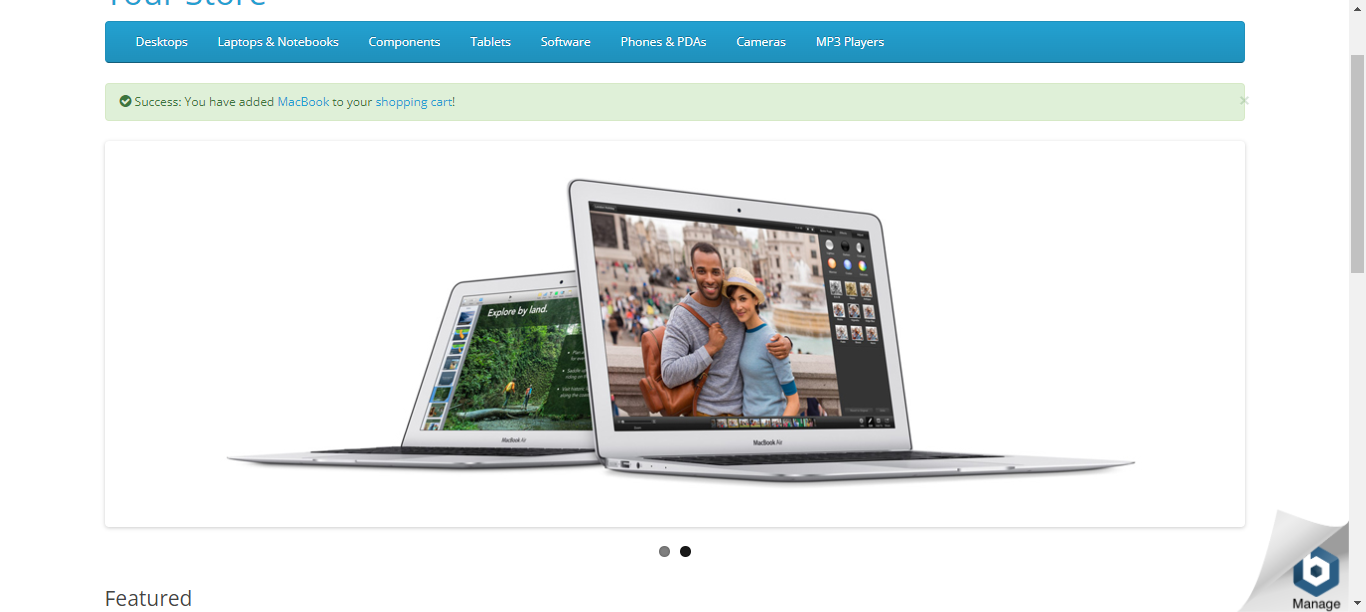 Your Store
Desktops Laptops & Notebooks Components Tablets Software Phones & PDAs Cameras MP3 Players
Success: You have added MacBook to your shopping cart!
×
Explore by land.
MacBook Air
MacBook Air
Featured
Manage